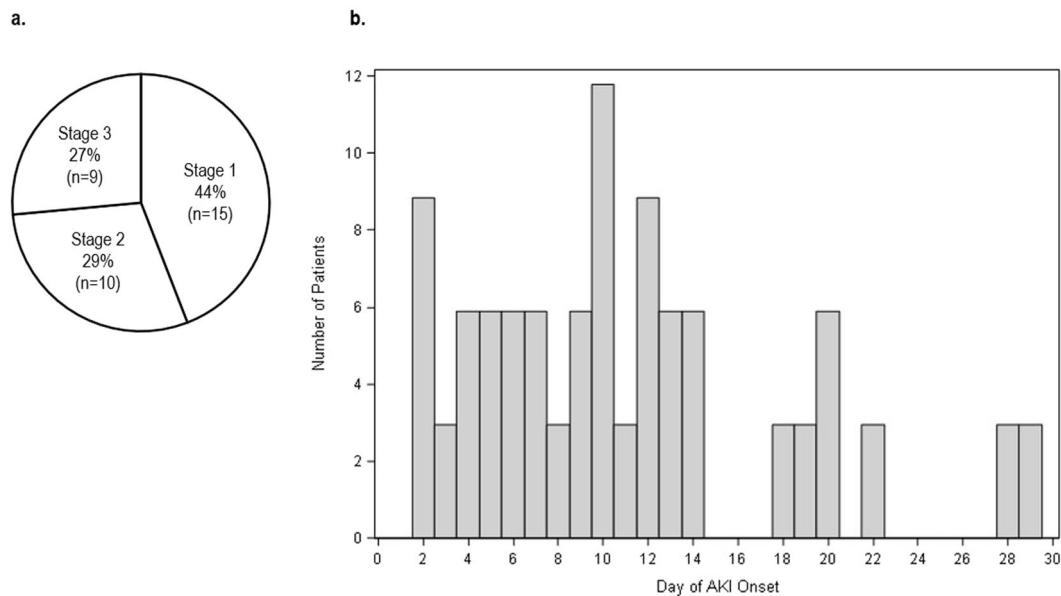 a.
Stage 3
27%
(n=9)
Stage 1
44%
(n=15)
Stage 2
29%
(n=10)
b.
Number of Patients
12
10
8
6
4
2
0
0 2 4 6 8 10 12 14 16 18 20 22 24 26 28 30
Day of AKI Onset